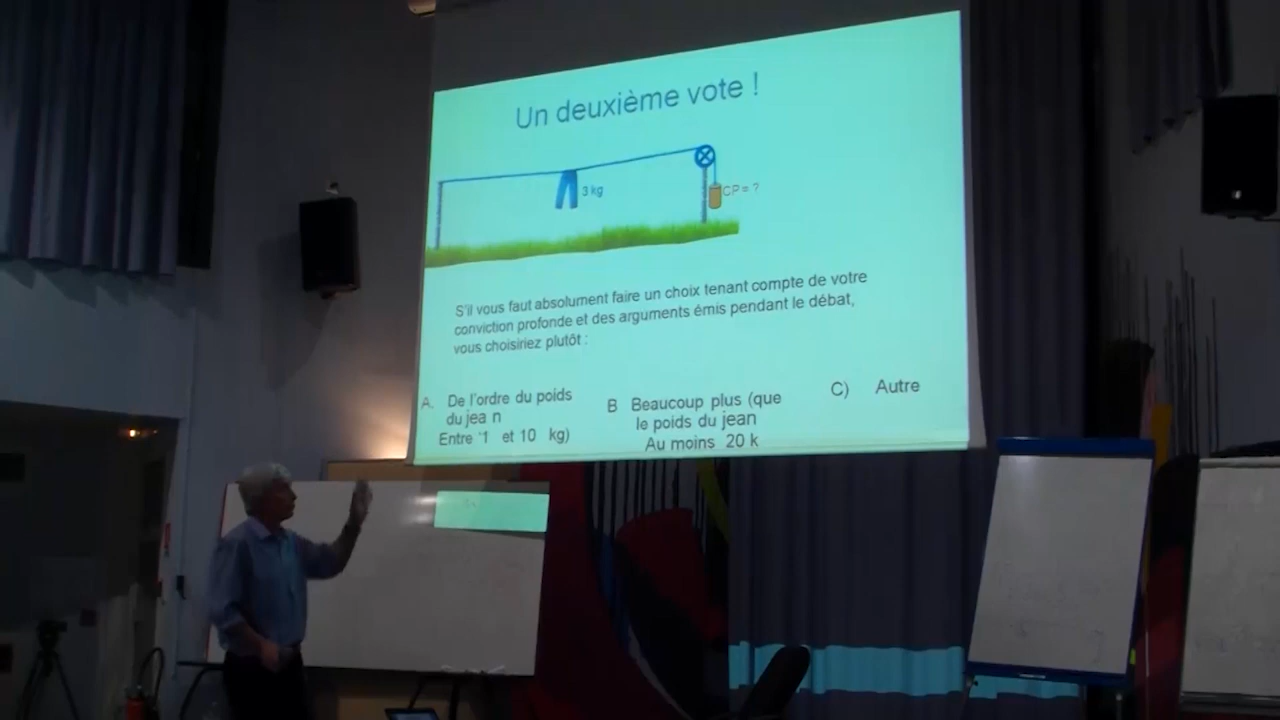 Un deuxième vote !
3 kg
CP = ?
S'il vous faut absolument faire un choix tenant compte de votre
conviction profonde et des arguments émis pendant le débat,
vous choisiriez plutôt :
A. De l'ordre du poids
du jea n
Entre '1 et 10 kg)
B Beaucoup plus (que
le poids du jean
Au moins 20 k
C) Autre